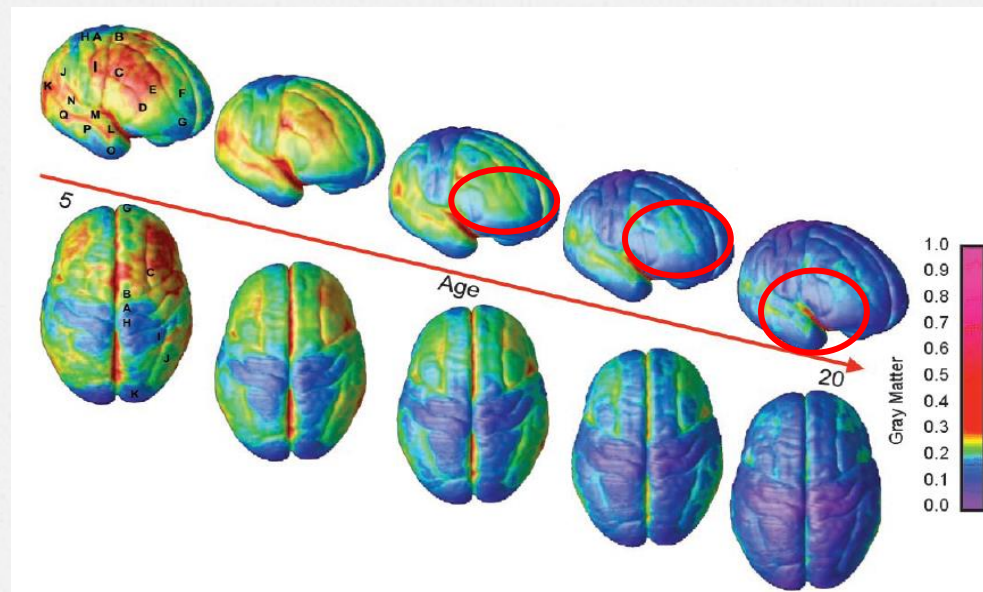 H A B
J I C
K E F
N D
Q M G
P L
O
5
G
C
B
A
H
I
J
K
Age
20
Gray Matter
1.0
0.9
0.8
0.7
0.6
0.5
0.4
0.3
0.2
0.1
0.0